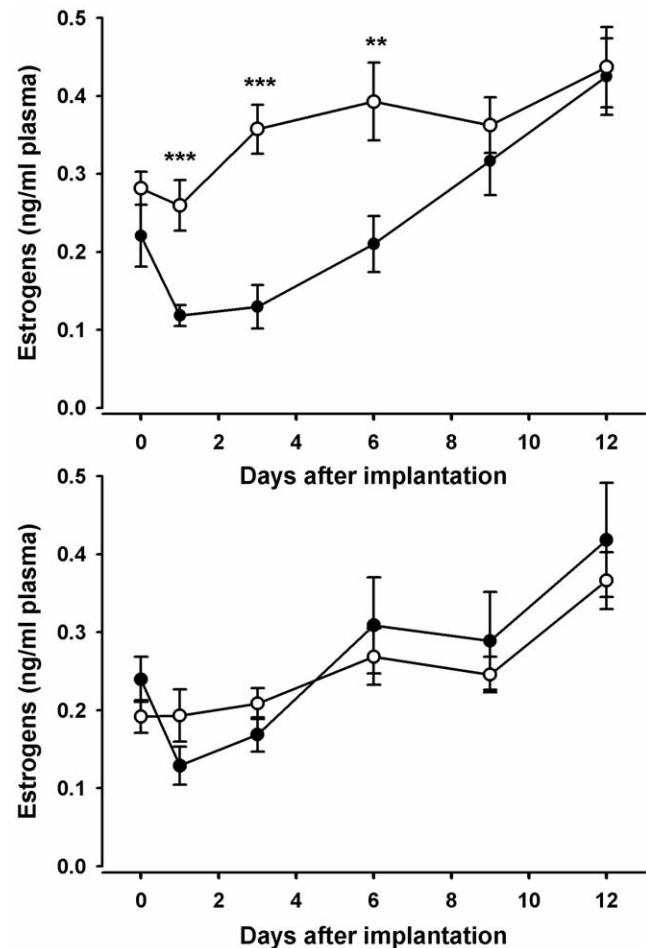 Estrogens (ng/ml plasma)
0.5
0.4
0.3
0.2
0.1
0.0
***
***
**
0 2 4 6 8 10 12
Days after implantation
Estrogens (ng/ml plasma)
0.5
0.4
0.3
0.2
0.1
0.0
0 2 4 6 8 10 12
Days after implantation